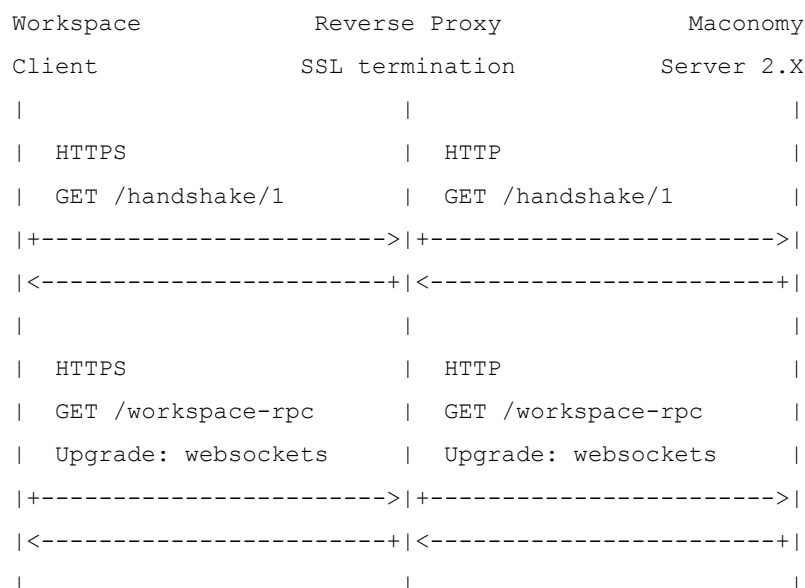 Workspace            Reverse Proxy             Maconomy
Client              SSL termination          Server 2.X
|                          |                          |
|  HTTPS                   |  HTTP                    |
|  GET /handshake/1        |  GET /handshake/1        |
|+------------------------>|+------------------------>|
|<------------------------+|<------------------------+|
|                          |                          |
|  HTTPS                   |  HTTP                    |
|  GET /workspace-rpc      |  GET /workspace-rpc      |
|  Upgrade: websockets     |  Upgrade: websockets     |
|+------------------------>|+------------------------>|
|<------------------------+|<------------------------+|
|                          |                          |